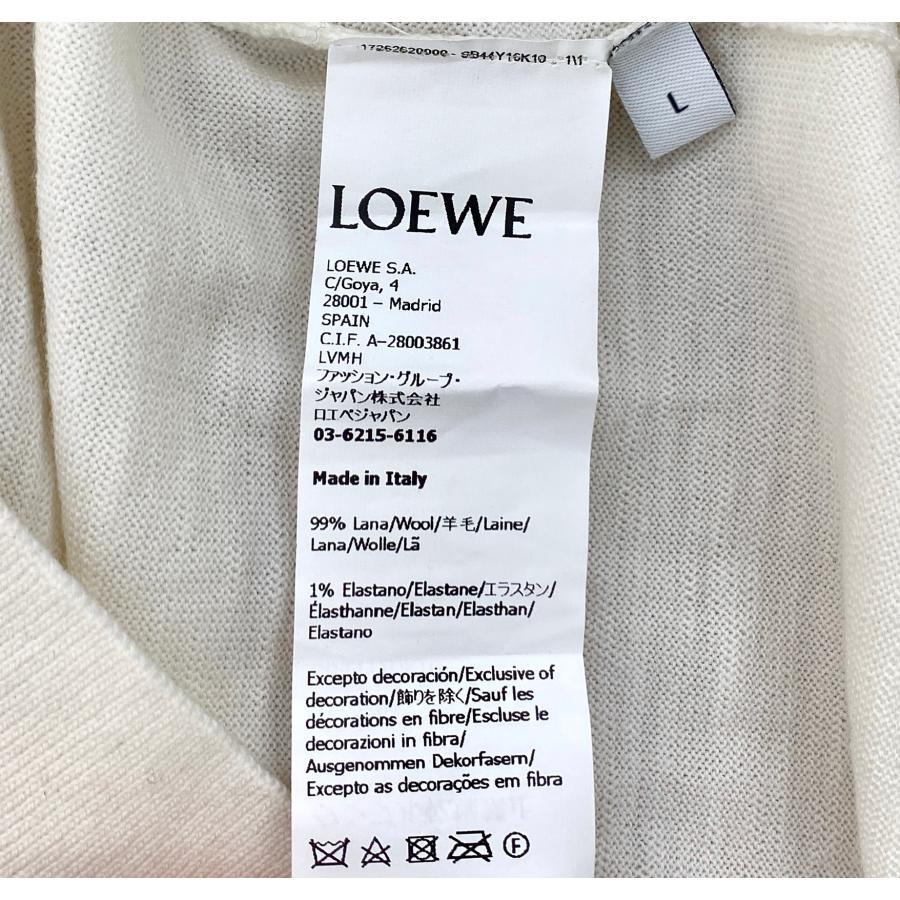 L
LOEWE
LOEWE S.A.
C/Goya, 4
28001 – Madrid
SPAIN
C.I.F. A-28003861
LVMH
ファッション・グループ・
ジャパン株式会社
ロエベジャパン
03-6215-6116
Made in Italy
99% Lana/Wool/羊毛/Laine/
Lana/Wolle/Lã
1% Elastano/Elastane/エラスタン/
Élasthanne/Elastan/Elasthan/
Elastano
Excepto decoración/Exclusive of
decoration/飾りを除く/Sauf les
décorations en fibre/Escluse le
decorazioni in fibra/
Ausgenommen Dekorfasern/
Excepto as decorações em fibra
F